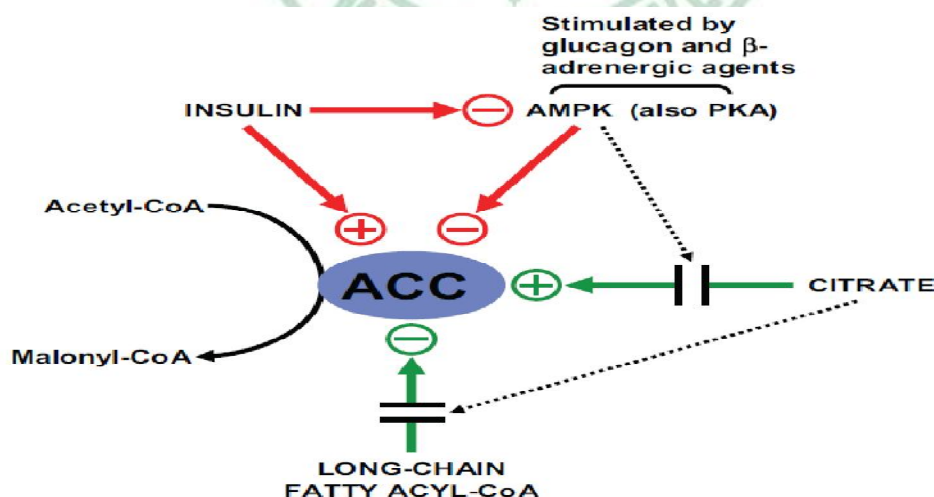 Stimulated by
glucagon and β-
adrenergic agents
INSULIN
AMPK (also PKA)
Acetyl-CoA
ACC
CITRATE
Malonyl-CoA
LONG-CHAIN
FATTY ACYL-CoA